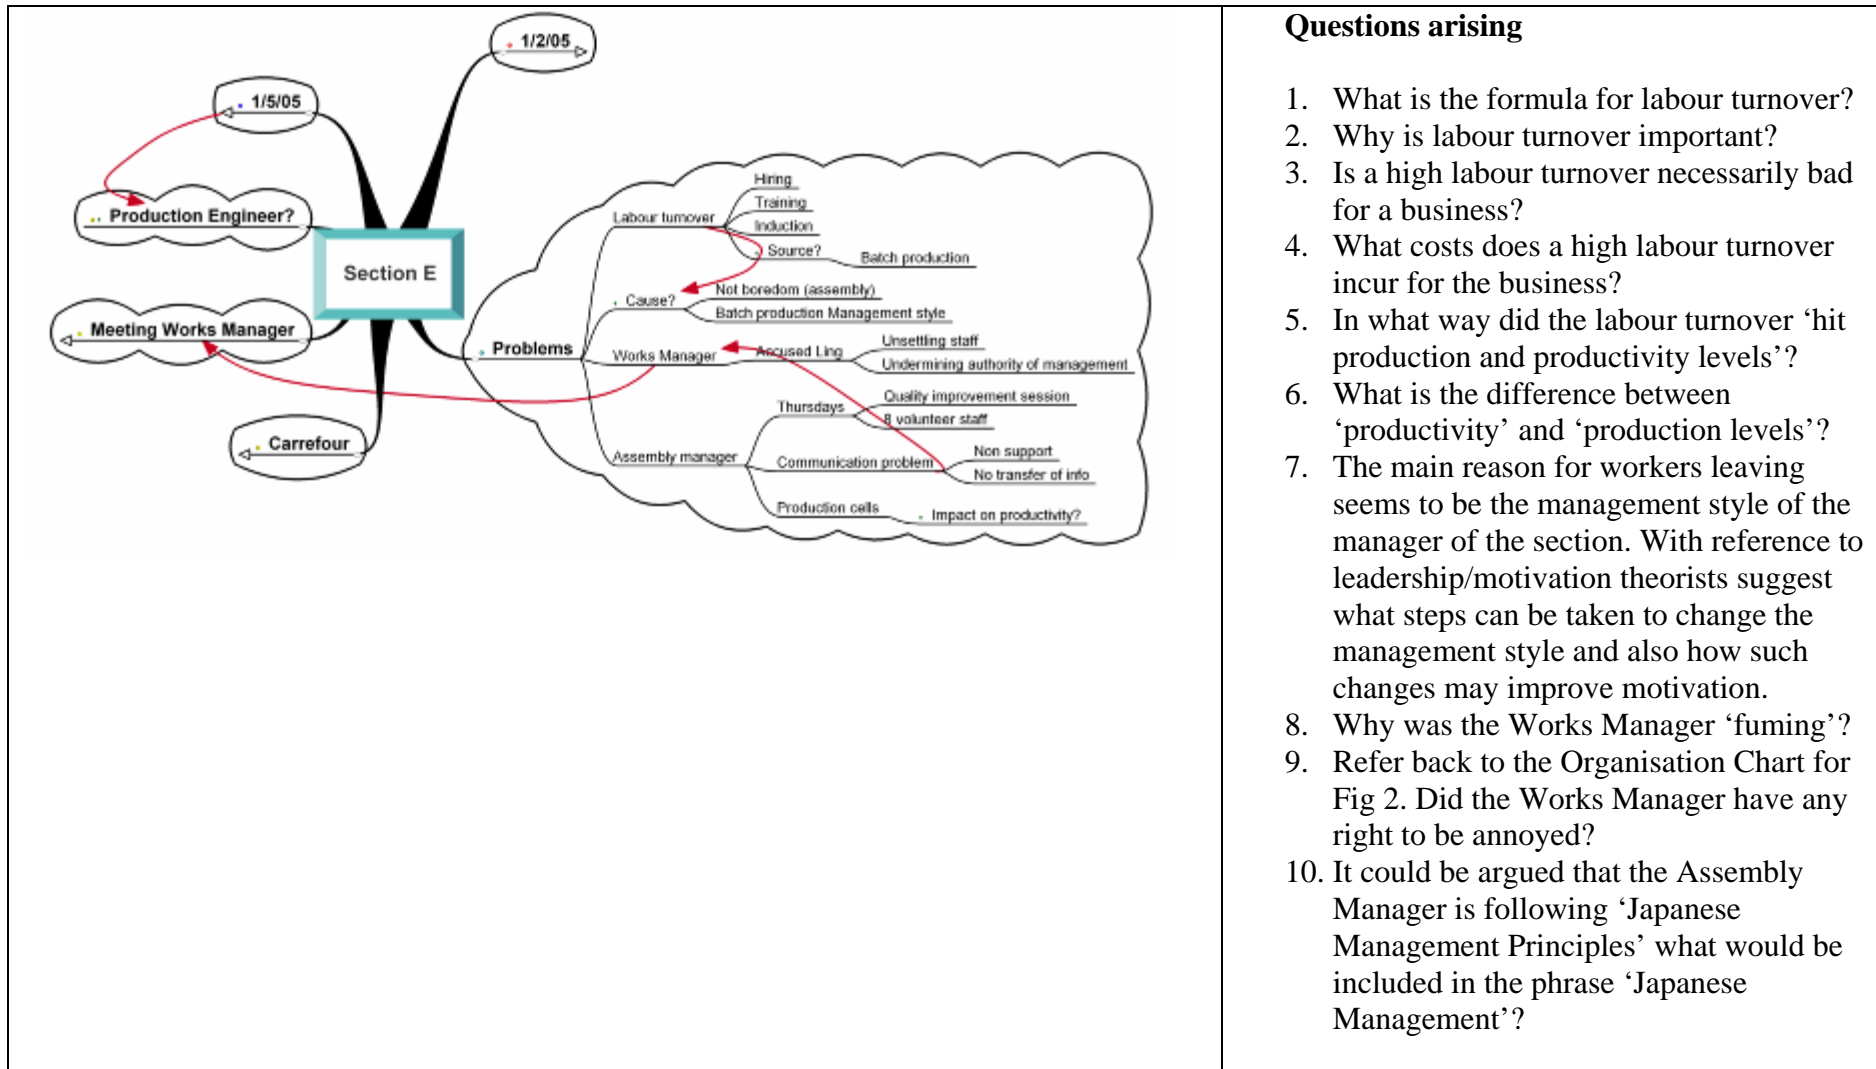 1/2/05
1/5/05
Production Engineer?
Section E
Meeting Works Manager
Carrefour
Problems
Labour turnover
Hiring
Training
Induction
Source?
Batch production
Cause?
Not boredom (assembly)
Batch production Management style
Works Manager
Accused Ling
Unsettling staff
Undermining authority of management
Assembly manager
Thursdays
Quality improvement session
8 volunteer staff
Communication problem
Non support
No transfer of info
Production cells
Impact on productivity?
Questions arising
1. What is the formula for labour turnover?
2. Why is labour turnover important?
3. Is a high labour turnover necessarily bad
for a business?
4. What costs does a high labour turnover
incur for the business?
5. In what way did the labour turnover ‘hit
production and productivity levels’?
6. What is the difference between
‘productivity’ and ‘production levels’?
7. The main reason for workers leaving
seems to be the management style of the
manager of the section. With reference to
leadership/motivation theorists suggest
what steps can be taken to change the
management style and also how such
changes may improve motivation.
8. Why was the Works Manager ‘fuming’?
9. Refer back to the Organisation Chart for
Fig 2. Did the Works Manager have any
right to be annoyed?
10. It could be argued that the Assembly
Manager is following ‘Japanese
Management Principles’ what would be
included in the phrase ‘Japanese
Management’?